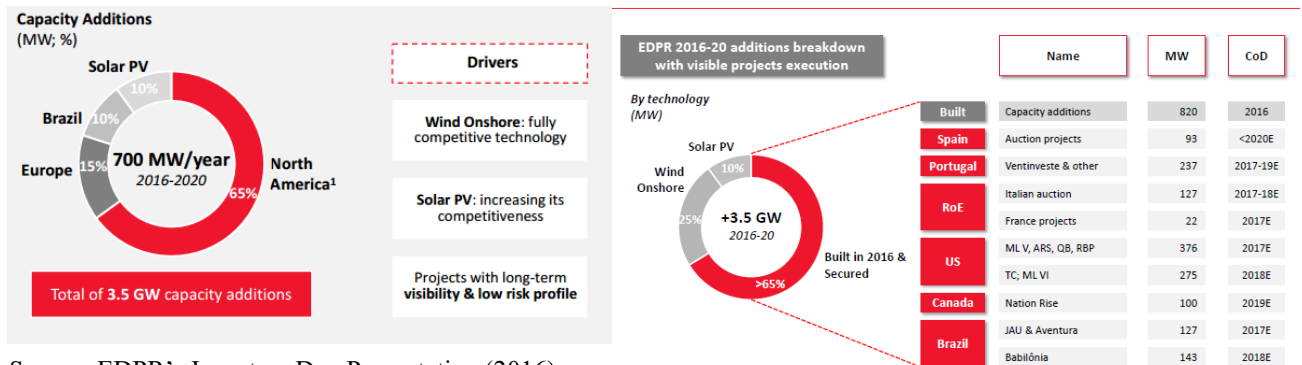 Capacity Additions
(MW; %)
Solar PV
10%
Brazil
10%
Europe
15%
700 MW/year
2016-2020
North
America¹
65%
Total of 3.5 GW capacity additions
Drivers
Wind Onshore: fully
competitive technology
Solar PV: increasing its
competitiveness
Projects with long-term
visibility & low risk profile
EDPR 2016-20 additions breakdown
with visible projects execution
By technology
(MW)
Solar PV
10%
Wind
Onshore
25%
+3.5 GW
2016-20
Built in 2016 &
Secured
>65%
Name MW CoD
Built Capacity additions 820 2016
Spain Auction projects 93 <2020E
Portugal Ventinveste & other 237 2017-19E
RoE
Italian auction 127 2017-18E
France projects 22 2017E
US
ML V, ARS, QB, RBP 376 2017E
TC; ML VI 275 2018E
Canada Nation Rise 100 2019E
Brazil
JAU & Aventura 127 2017E
Babilônia 143 2018E